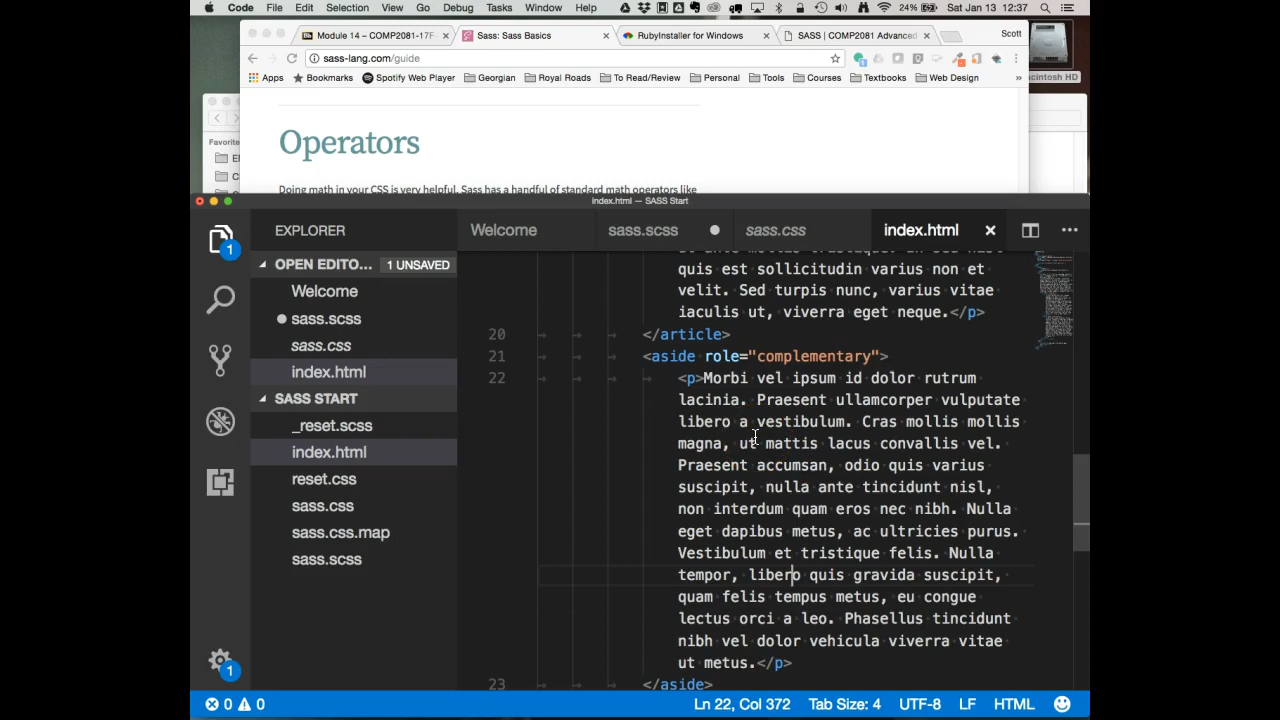 Code File Edit Selection View Go Debug Tasks Window Help 24% Sat Jan 13 12:37
Module 14 – COMP2081-17F- Sass: Sass Basics RubyInstaller for Windows SASS | COMP2081 Advanced Scott
sass-lang.com/guide
Apps Bookmarks Spotify Web Player Georgian Royal Roads To Read/Review Personal Tools Courses Textbooks Web Design »
acintosh HD
Favorite
Operators
Doing math in your CSS is very helpful. Sass has a handful of standard math operators like
index.html — SASS Start
EXPLORER Welcome sass.scss sass.css index.html
OPEN EDITO... 1 UNSAVED
Welcome
sass.scss
sass.css
index.html
SASS START
_reset.scss
index.html
reset.css
sass.css
sass.css.map
sass.scss
quis est sollicitudin varius non et
velit. Sed turpis nunc, varius vitae
iaculis ut, viverra eget neque.</p>
20 </article>
21 <aside role="complementary">
22 <p>Morbi vel ipsum id dolor rutrum
lacinia. Praesent ullamcorper vulputate
libero a vestibulum. Cras mollis mollis
magna, ut mattis lacus convallis vel.
Praesent accumsan, odio quis varius
suscipit, nulla ante tincidunt nisl,
non interdum quam eros nec nibh. Nulla
eget dapibus metus, ac ultricies purus.
Vestibulum et tristique felis. Nulla
tempor, libero quis gravida suscipit,
quam felis tempus metus, eu congue
lectus orci a leo. Phasellus tincidunt
nibh vel dolor vehicula viverra vitae
ut metus.</p>
23 </aside>
1
1
0 0 Ln 22, Col 372 Tab Size: 4 UTF-8 LF HTML